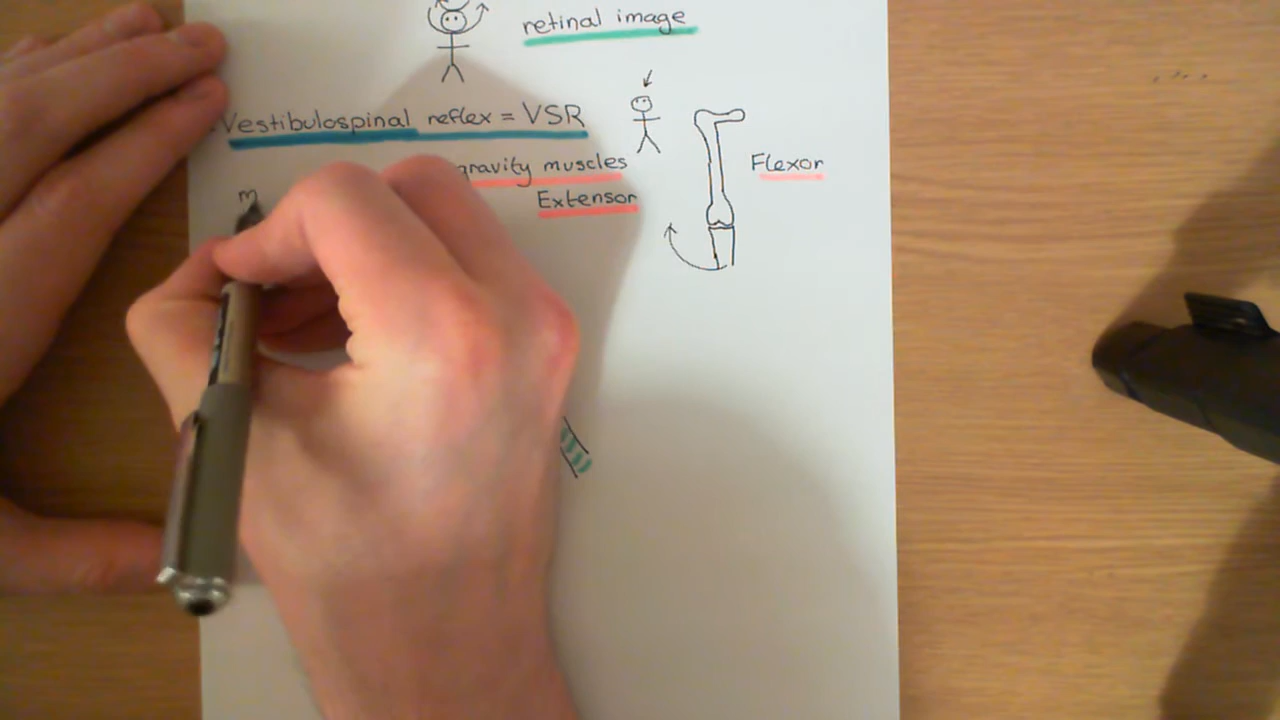 retinal image
Vestibulospinal reflex = VSR
gravity muscles
Flexor
Extensor
m